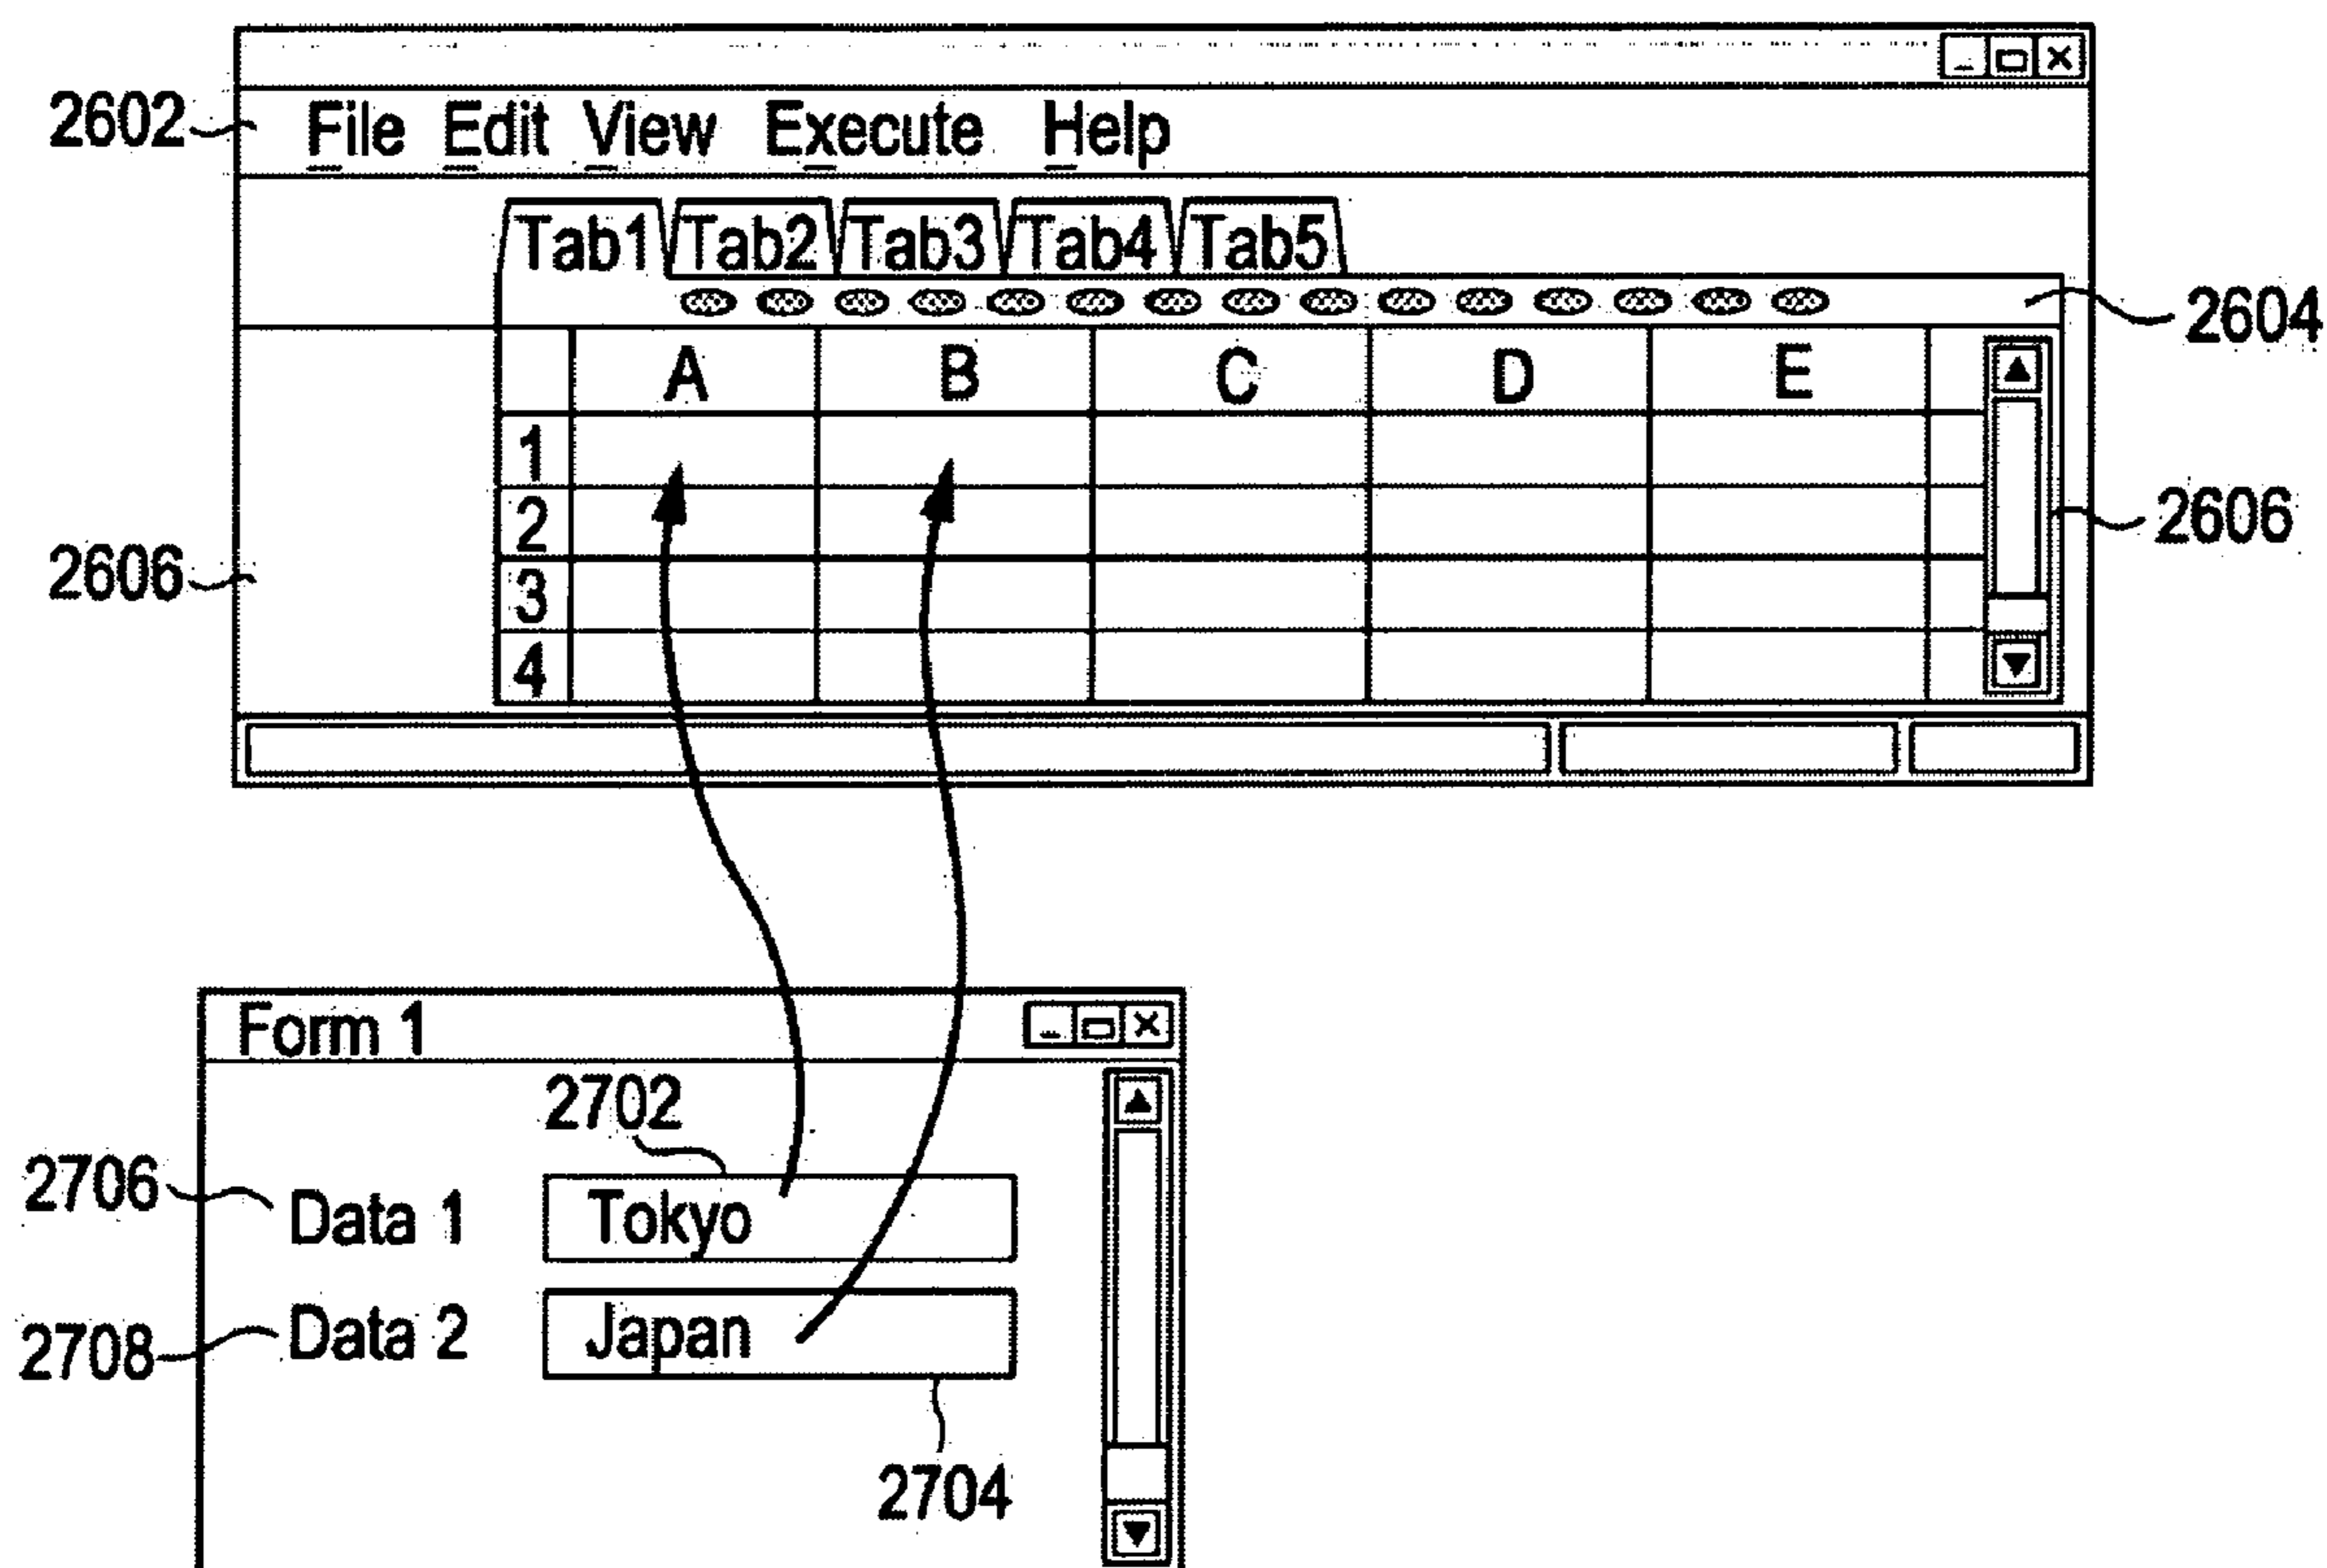 2602 File Edit View Execute Help
Tab1 Tab2 Tab3 Tab4 Tab5
2604
A B C D E
1
2 2606
2606 3
4
Form 1
2702
2706 Data 1 Tokyo
2708 Data 2 Japan
2704